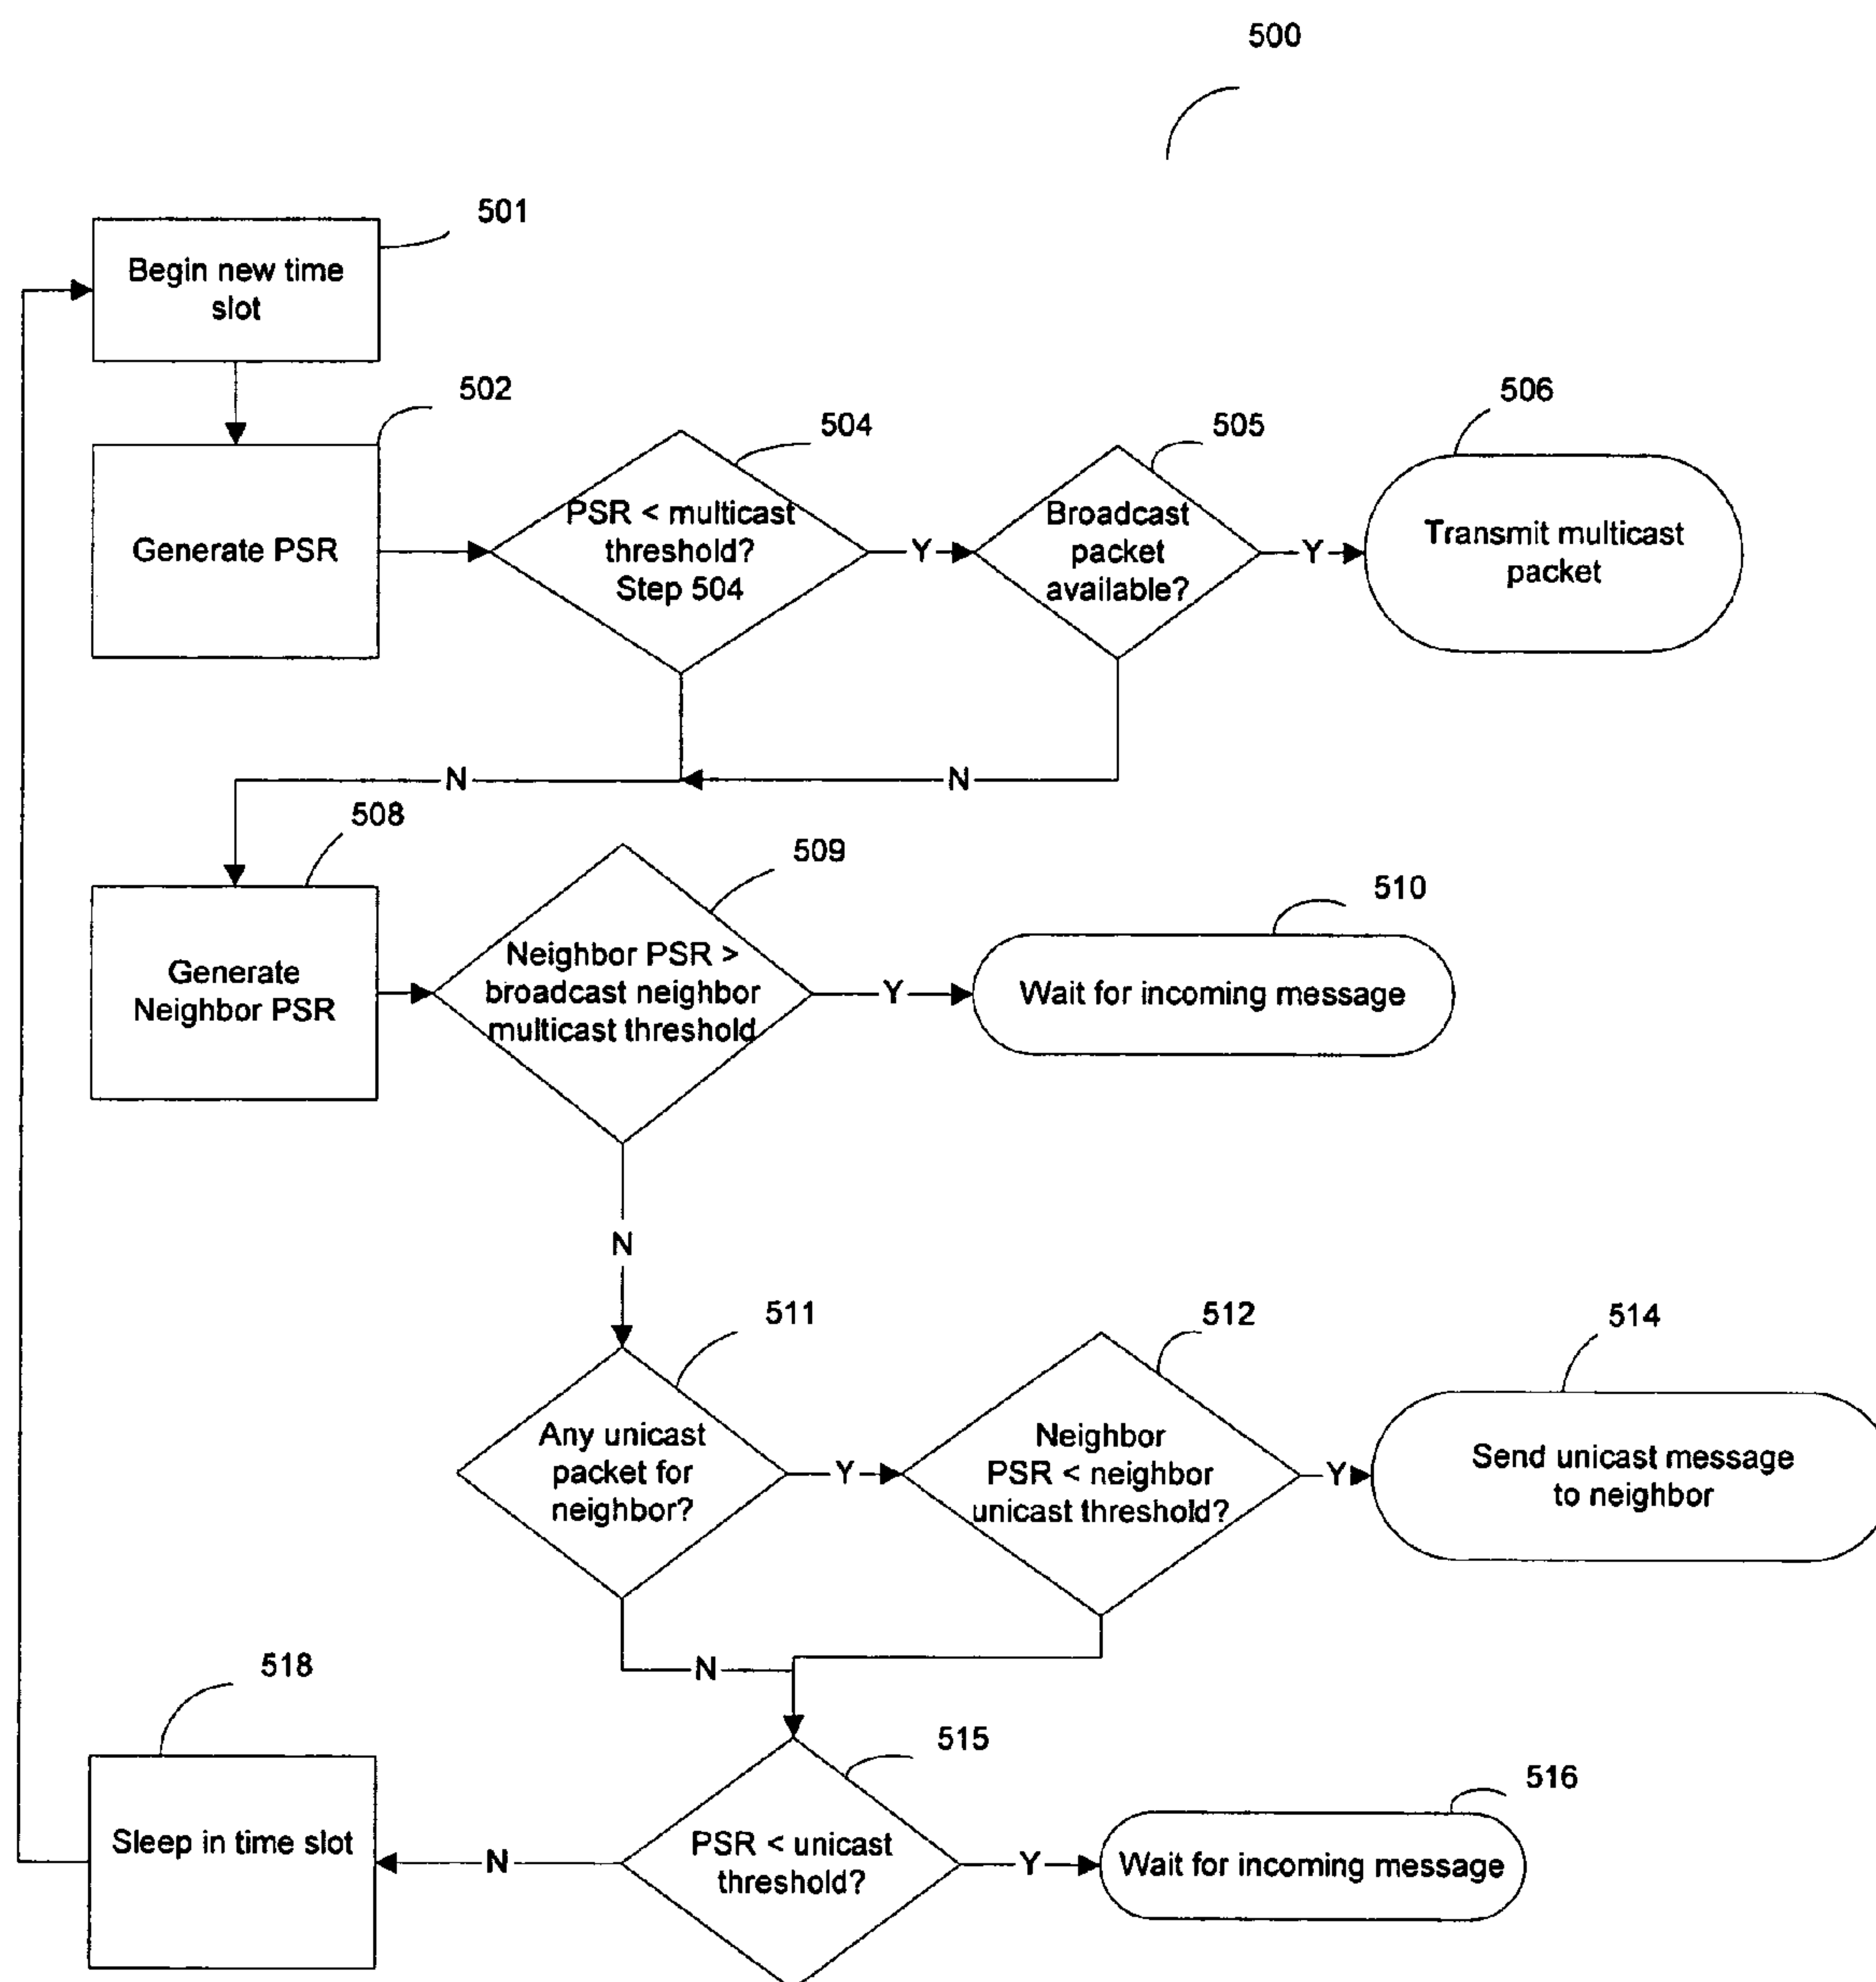 500
501
Begin new time
slot
502
Generate PSR
504
PSR < multicast
threshold?
Step 504
Y
505
Broadcast
packet
available?
Y
506
Transmit multicast
packet
N
N
508
Generate
Neighbor PSR
509
Neighbor PSR >
broadcast neighbor
multicast threshold
Y
510
Wait for incoming message
N
511
Any unicast
packet for
neighbor?
Y
512
Neighbor
PSR < neighbor
unicast threshold?
Y
514
Send unicast message
to neighbor
N
518
Sleep in time slot
N
515
PSR < unicast
threshold?
Y
516
Wait for incoming message